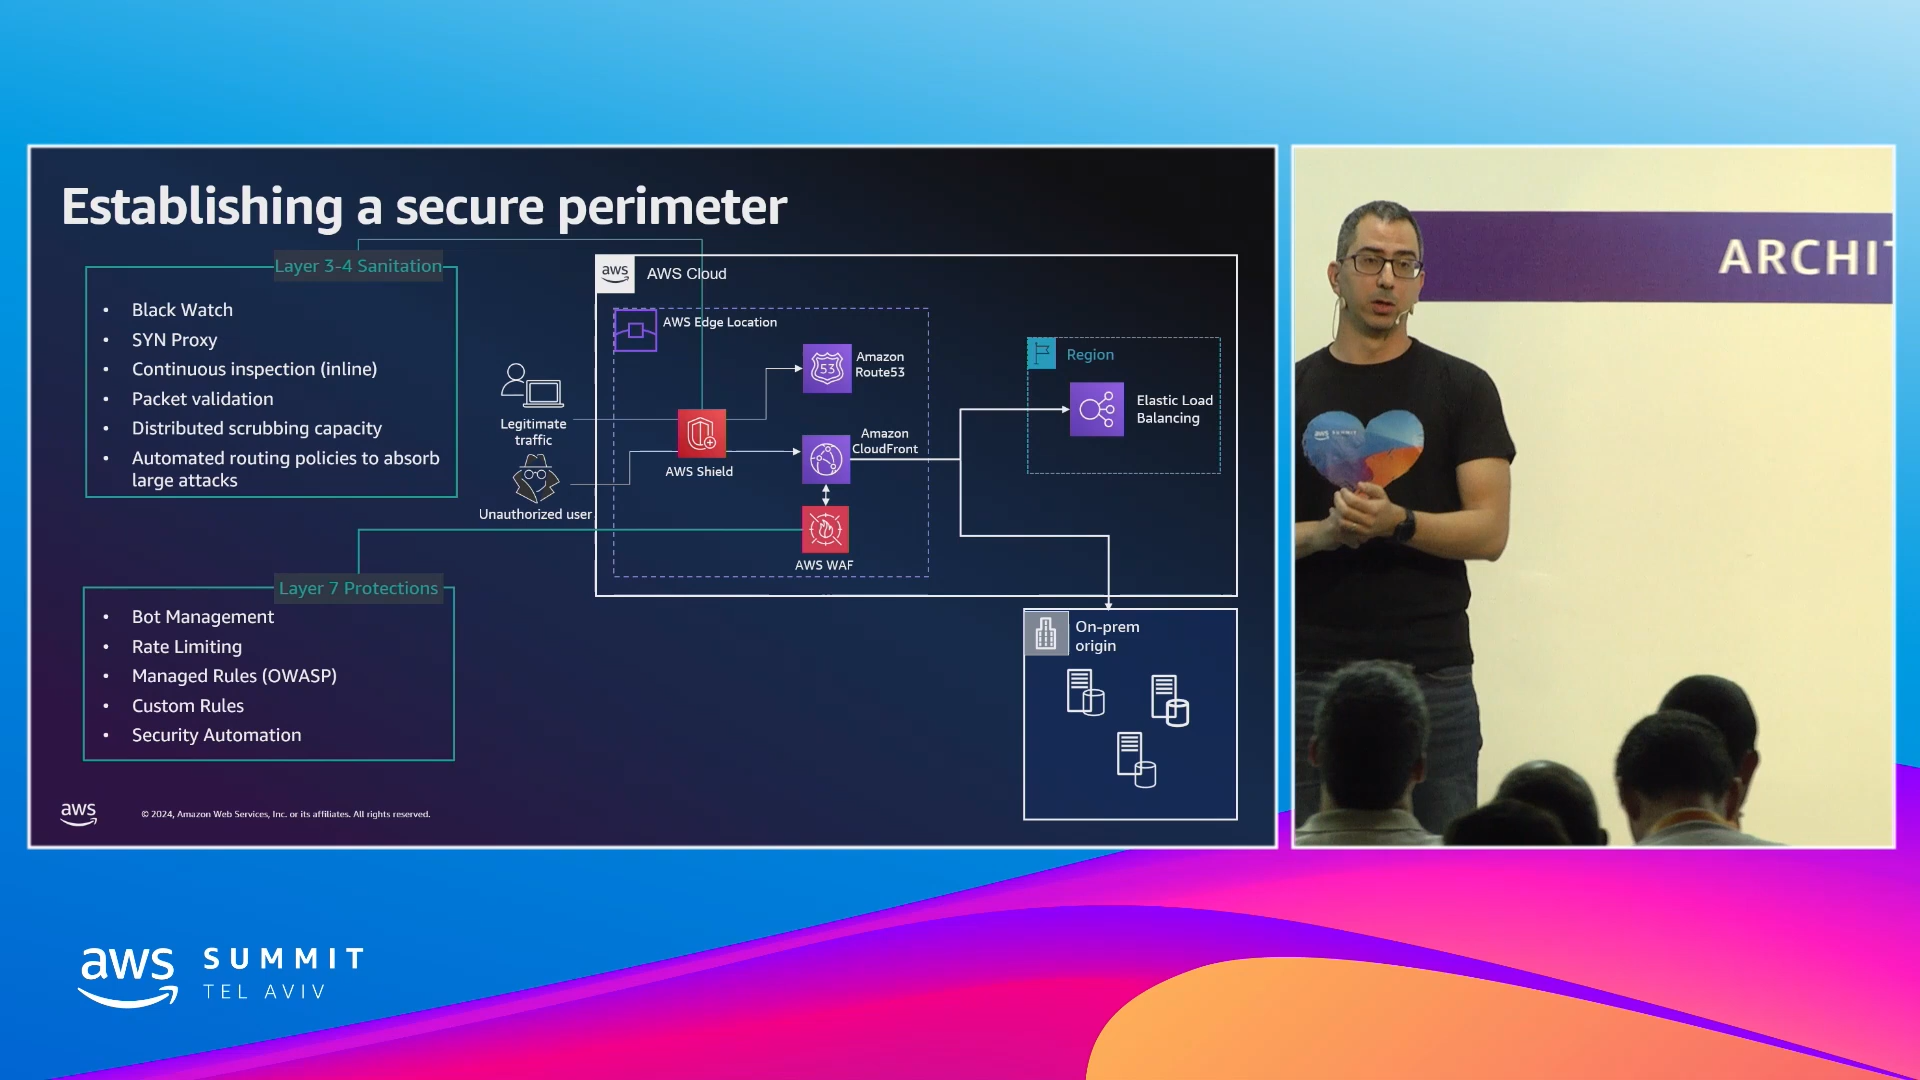 Establishing a secure perimeter
Layer 3-4 Sanitation
• Black Watch
• SYN Proxy
• Continuous inspection (inline)
• Packet validation
• Distributed scrubbing capacity
• Automated routing policies to absorb
large attacks
Layer 7 Protections
• Bot Management
• Rate Limiting
• Managed Rules (OWASP)
• Custom Rules
• Security Automation
Legitimate
traffic
Unauthorized user
aws
AWS Cloud
AWS Edge Location
AWS Shield
53
Amazon
Route53
Amazon
CloudFront
AWS WAF
Region
Elastic Load
Balancing
On-prem
origin
aws
© 2024, Amazon Web Services, Inc. or its affiliates. All rights reserved.
ARCHIT
aws SUMMIT
aws SUMMIT
TEL AVIV